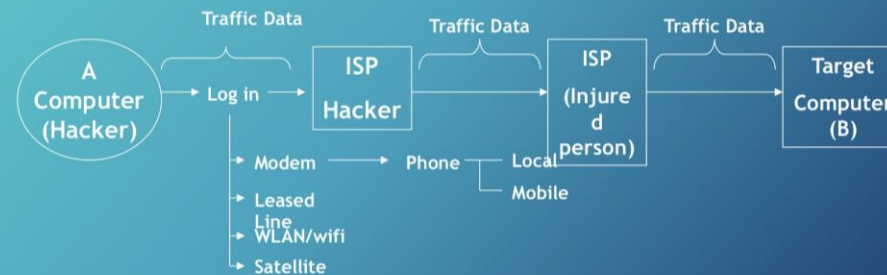 Traffic Data
Traffic Data
Traffic Data
A
Computer
(Hacker)
Log in
ISP
Hacker
ISP
(Injure
d
person)
Target
Computer
(B)
Modem
Phone
Local
Mobile
Leased
Line
WLAN/wifi
Satellite